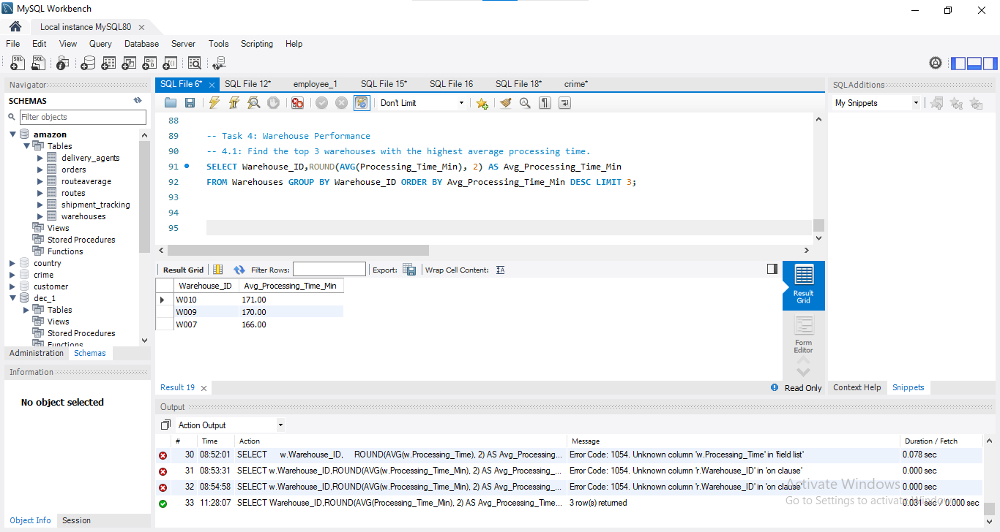 MySQL Workbench
Local instance MySQL80
File Edit View Query Database Server Tools Scripting Help
Navigator
SCHEMAS
Filter objects
amazon
Tables
delivery_agents
orders
routeaverage
routes
shipment_tracking
warehouses
Views
Stored Procedures
Functions
country
crime
customer
dec_1
Tables
Views
Stored Procedures
Functions
Administration Schemas
Information
No object selected
Object Info Session
SQL File 6* SQL File 12* employee_1 SQL File 15* SQL File 16 SQL File 18* crime*
Don't Limit
88
89 -- Task 4: Warehouse Performance
90 -- 4.1: Find the top 3 warehouses with the highest average processing time.
91 SELECT Warehouse_ID,ROUND(AVG(Processing_Time_Min), 2) AS Avg_Processing_Time_Min
92 FROM Warehouses GROUP BY Warehouse_ID ORDER BY Avg_Processing_Time_Min DESC LIMIT 3;
93
94
95
Result Grid Filter Rows: Export: Wrap Cell Content:
Warehouse_ID Avg_Processing_Time_Min
W010 171.00
W009 170.00
W007 166.00
Result Grid
Form Editor
Result 19
Read Only
SQLAdditions
My Snippets
Context Help Snippets
Output
Action Output
# Time Action Message Duration / Fetch
30 08:52:01 SELECT w.Warehouse_ID, ROUND(AVG(w.Processing_Time), 2) AS Avg_Processing... Error Code: 1054. Unknown column 'w.Processing_Time' in 'field list' 0.078 sec
31 08:53:31 SELECT w.Warehouse_ID,ROUND(AVG(w.Processing_Time_Min), 2) AS Avg_Processing_... Error Code: 1054. Unknown column 'r.Warehouse_ID' in 'on clause' 0.000 sec
32 08:54:58 SELECT w.Warehouse_ID,ROUND(AVG(w.Processing_Time_Min), 2) AS Avg_Processing_... Error Code: 1054. Unknown column 'r.Warehouse_ID' in 'on clause' 0.000 sec
33 11:28:07 SELECT Warehouse_ID,ROUND(AVG(Processing_Time_Min), 2) AS Avg_Processing_Time... 3 row(s) returned 0.031 sec / 0.000 sec
Activate Windows
Go to Settings to activate Windows.